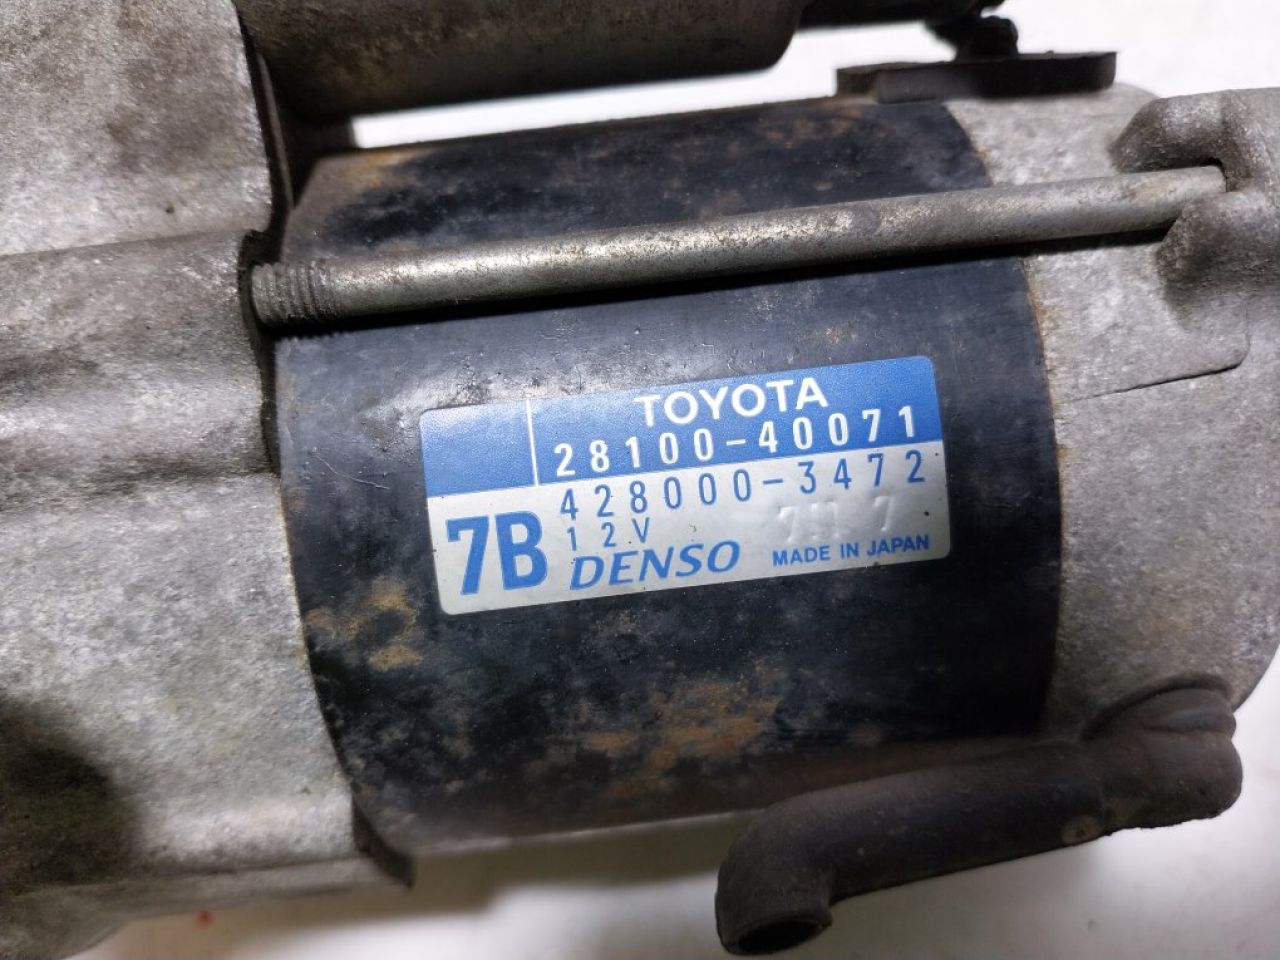 TOYOTA
28100-40071
428000-3472
7B
12V
DENSO
MADE IN JAPAN